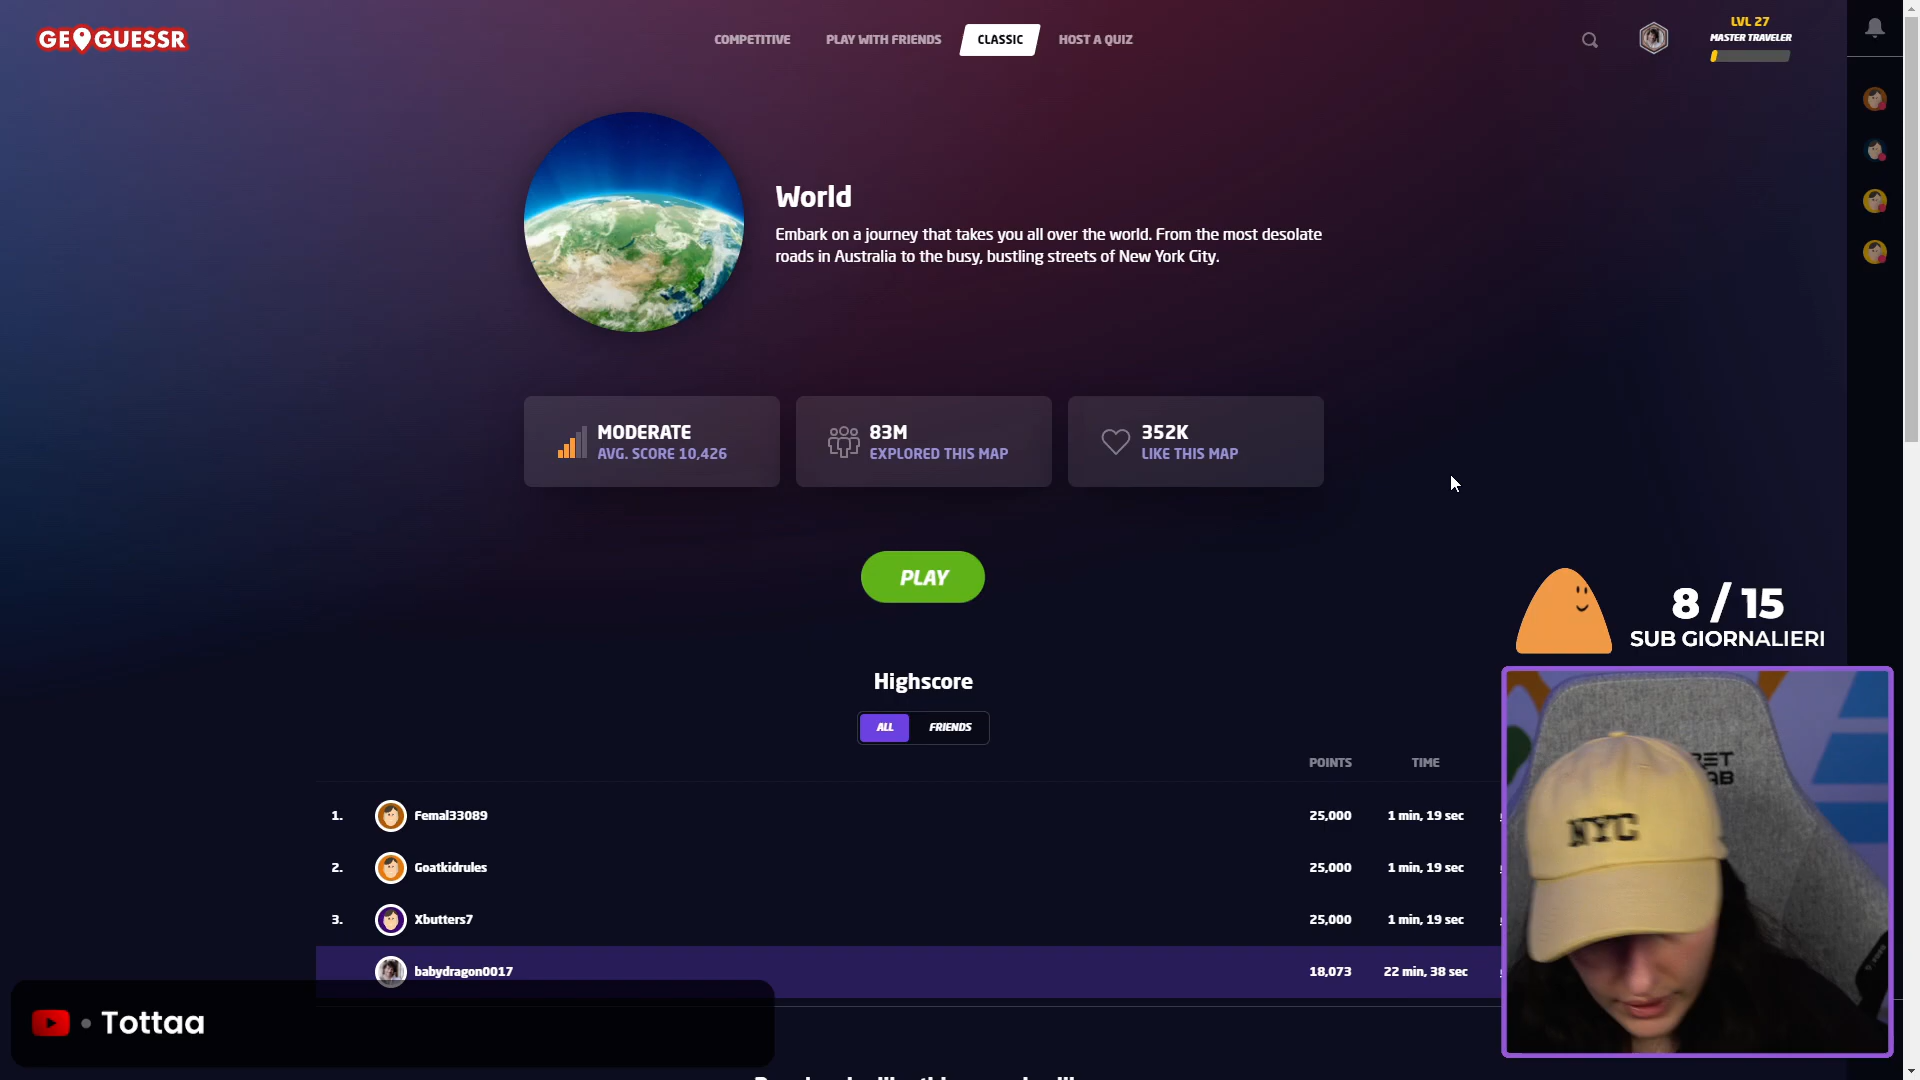 GEOGUESSR
COMPETITIVE
PLAY WITH FRIENDS
CLASSIC
HOST A QUIZ
LVL 27
MASTER TRAVELER
World
Embark on a journey that takes you all over the world. From the most desolate
roads in Australia to the busy, bustling streets of New York City.
MODERATE
AVG. SCORE 10,426
83M
EXPLORED THIS MAP
352K
LIKE THIS MAP
PLAY
8 / 15
SUB GIORNALIERI
Highscore
ALL
FRIENDS
POINTS
TIME
1.
Femal33089
25,000
1 min, 19 sec
2.
Goatkidrules
25,000
1 min, 19 sec
3.
Xbutters7
25,000
1 min, 19 sec
babydragon0017
18,073
22 min, 38 sec
NYC
Tottaa